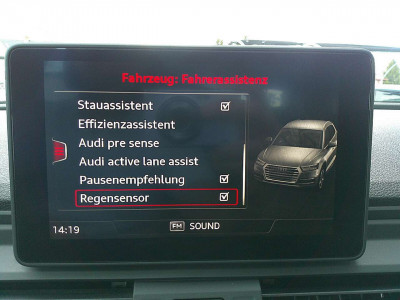 Fahrzeug: Fahrerassistenz
Stauassistent
Effizienzassistent
Audi pre sense
Audi active lane assist
Pausenempfehlung
Regensensor
14:19 FM SOUND